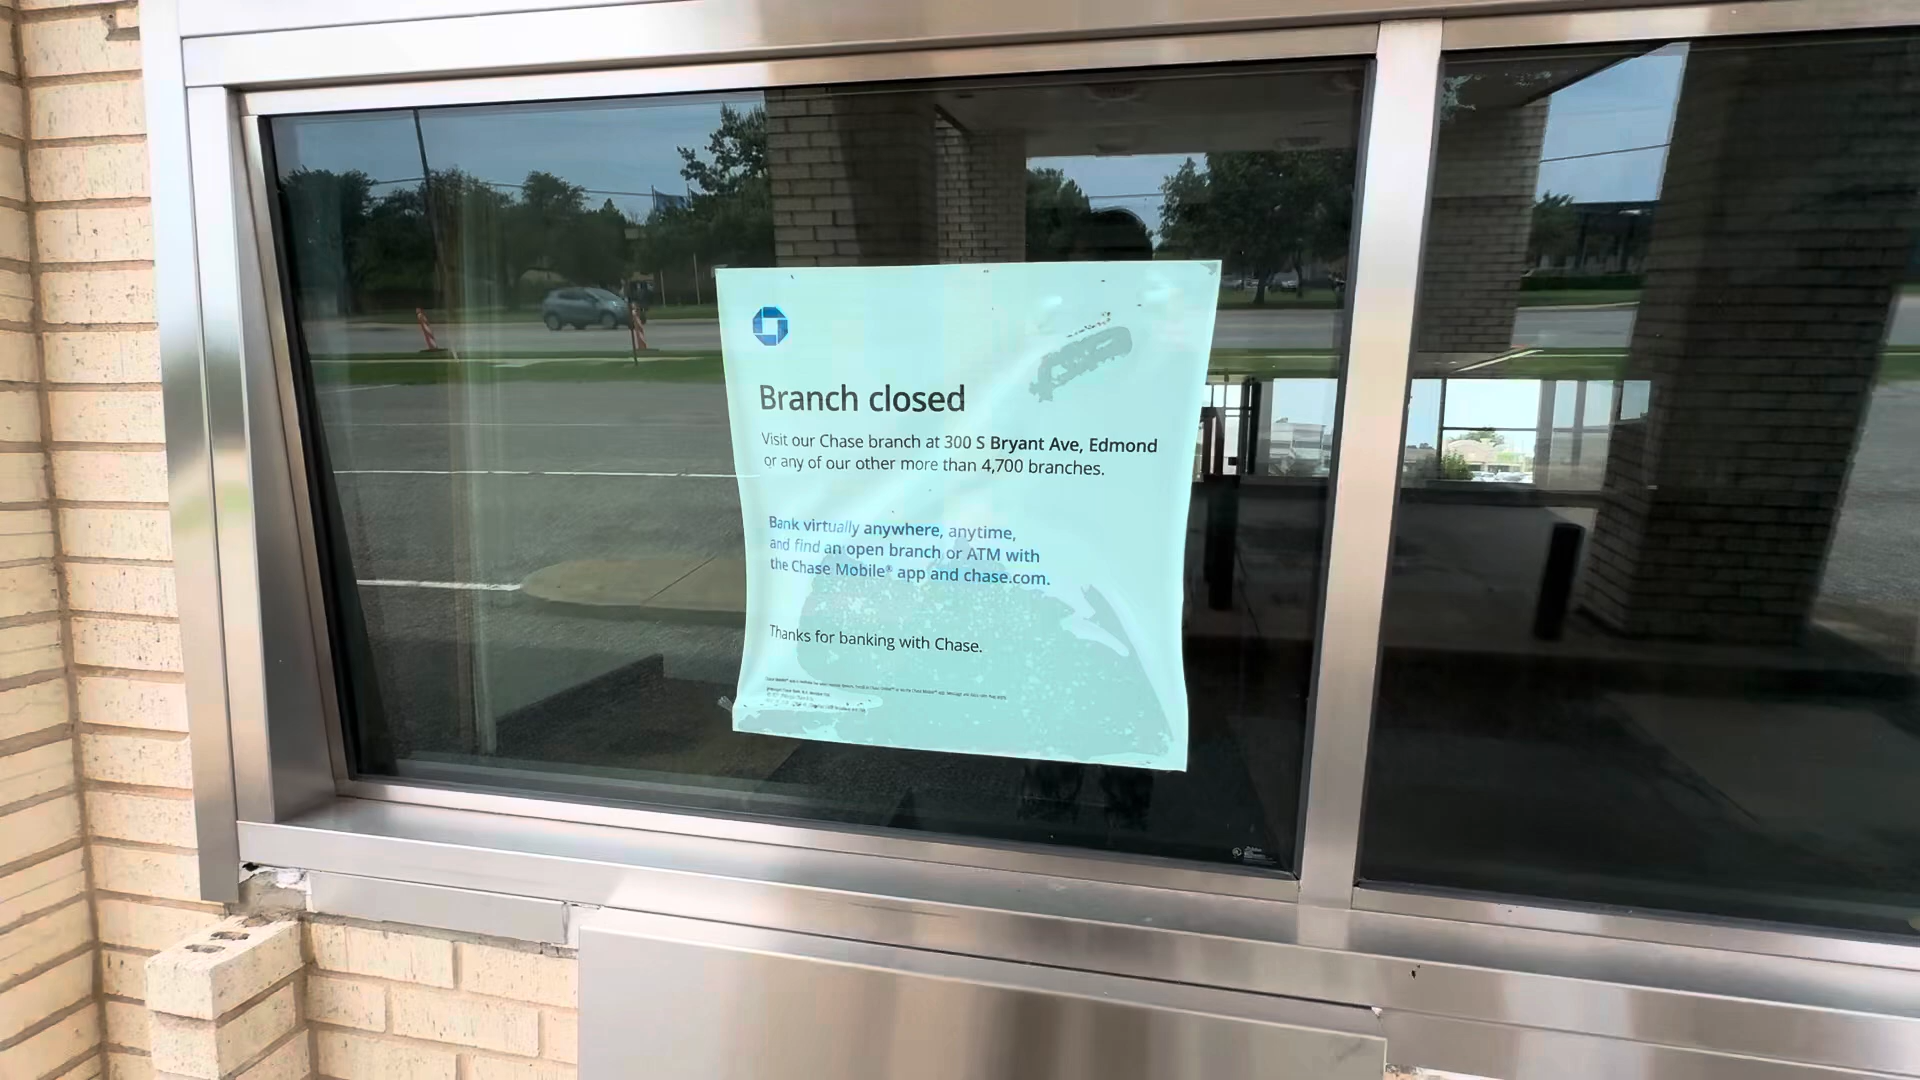 Branch closed
Visit our Chase branch at 300 S Bryant Ave, Edmond
or any of our other more than 4,700 branches.
Bank virtually anywhere, anytime,
and find an open branch or ATM with
the Chase Mobile® app and chase.com.
Thanks for banking with Chase.